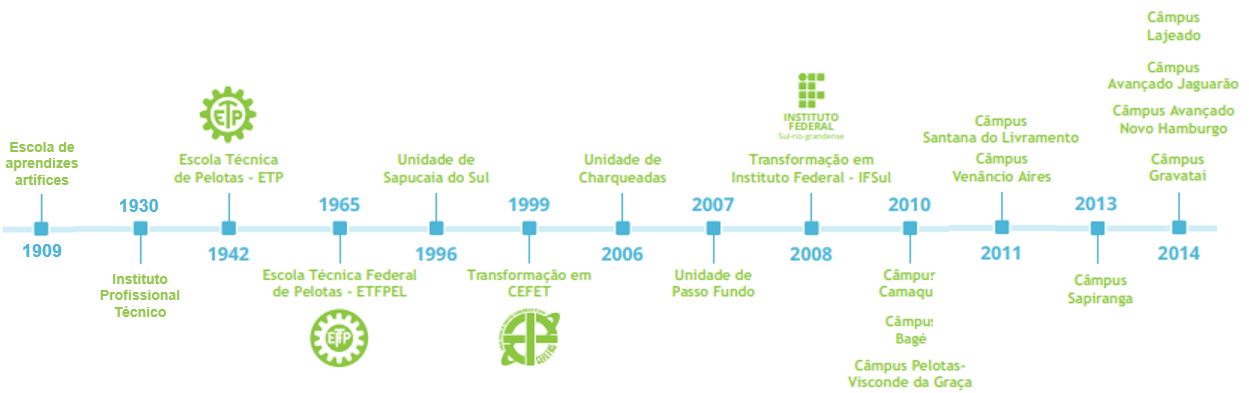 Escola de
aprendizes
artífices
1909
1930
Instituto
Profissional
Técnico
ETP
Escola Técnica
de Pelotas - ETP
1942
1965
Escola Técnica Federal
de Pelotas - ETFPEL
Unidade de
Sapucaia do Sul
1996
1999
Transformação em
CEFET
Unidade de
Charqueadas
2006
2007
Unidade de
Passo Fundo
INSTITUTO
FEDERAL
Sul-rio-grandense
Transformação em
Instituto Federal - IFSul
2008
2010
Câmpus
Camaqu
Câmpus
Bagé
Câmpus Pelotas-
Visconde da Graça
Câmpus
Santana do Livramento
Câmpus
Venâncio Aires
2011
2013
Câmpus
Sapiranga
Câmpus
Lajeado
Câmpus
Avançado Jaguarão
Câmpus Avançado
Novo Hamburgo
Câmpus
Gravataí
2014